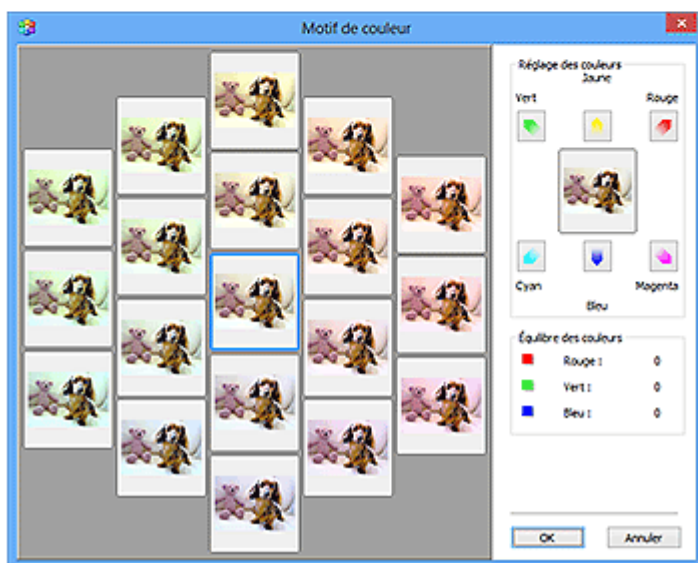 Motif de couleur
Réglage des couleurs
Jaune
Vert
Rouge
Cyan
Magenta
Bleu
Équilibre des couleurs
Rouge : 0
Vert : 0
Bleu : 0
OK
Annuler